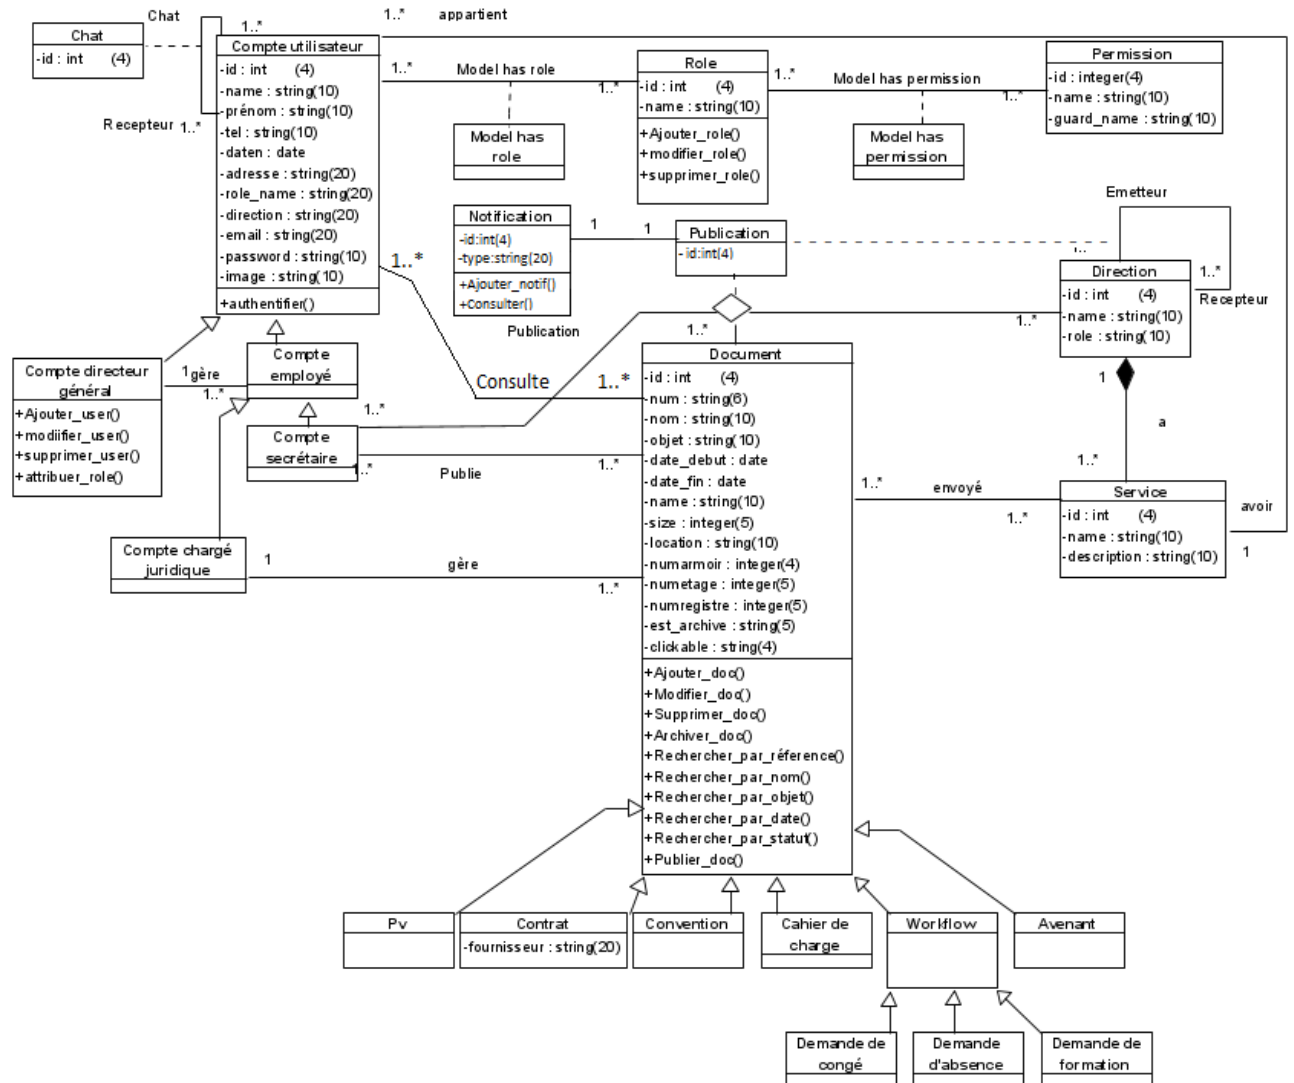 Chat
1..*
1..* appartient
Chat
-id : int (4)
Recepteur 1..*
Compte utilisateur
-id : int (4)
-name : string(10)
-prénom : string(10)
-tel : string(10)
-daten : date
-adresse : string(20)
-role_name : string(20)
-direction : string(20)
-email : string(20)
-password : string(10)
-image : string(10)
+authentifier()
1..*
Model has role
1..*
Model has
role
Role
-id : int (4)
-name : string(10)
+Ajouter_role()
+modifier_role()
+supprimer_role()
1..*
Model has permission
1..*
Model has
permission
Permission
-id : integer(4)
-name : string(10)
-guard_name : string(10)
Notification
-id:int(4)
-type:string(20)
+Ajouter_notif()
+Consulter()
1
1
Publication
- id:int(4)
Emetteur
1..*
Recepteur
Direction
-id : int (4)
-name : string(10)
-role : string(10)
Publication
1..*
1..*
1..*
1..*
Consulte
1..*
Compte directeur
général
+Ajouter_user()
+modiifier_user()
+supprimer_user()
+attribuer_role()
1 gère
1..*
Compte
employé
Compte
secrétaire
1..*
Publie
1..*
Compte chargé
juridique
1
gère
1..*
Document
-id : int (4)
-num : string(6)
-nom : string(10)
-objet : string(10)
-date_debut : date
-date_fin : date
-name : string(10)
-size : integer(5)
-location : string(10)
-numarmoir : integer(4)
-numetage : integer(5)
-numregistre : integer(5)
-est_archive : string(5)
-clickable : string(4)
+Ajouter_doc()
+Modifier_doc()
+Supprimer_doc()
+Archiver_doc()
+Rechercher_par_réference()
+Rechercher_par_nom()
+Rechercher_par_objet()
+Rechercher_par_date()
+Rechercher_par_statut()
+Publier_doc()
1
a
1..*
1..*
envoyé
1..*
Service
-id : int (4)
-name : string(10)
-description : string(10)
avoir
1
Pv
Contrat
-fournisseur : string(20)
Convention
Cahier de
charge
Workflow
Avenant
Demande de
congé
Demande
d'absence
Demande de
formation